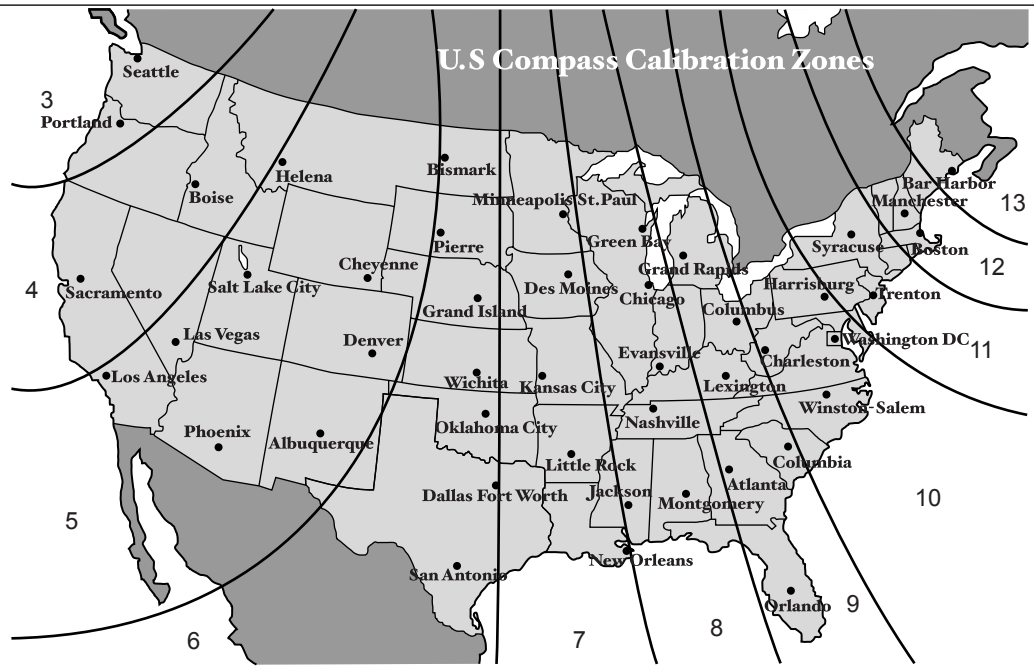 U.S Compass Calibration Zones
Seattle
3
Portland
Helena
Bismark
Boise
Minneapolis St.Paul
Bar Harbor
Manchester
13
Pierre
Green Bay
Syracuse
Boston
Cheyenne
Grand Rapids
12
4
Sacramento
Salt Lake City
Des Moines
Chicago
Harrisburg
Trenton
Grand Island
Columbus
Las Vegas
Denver
Washington DC
11
Evansville
Charleston
Los Angeles
Wichita
Kansas City
Lexington
Winston-Salem
Nashville
Phoenix
Albuquerque
Oklahoma City
Little Rock
Columbia
Dallas Fort Worth
Jackson
Atlanta
Montgomery
10
5
New Orleans
San Antonio
Orlando
9
6
7
8